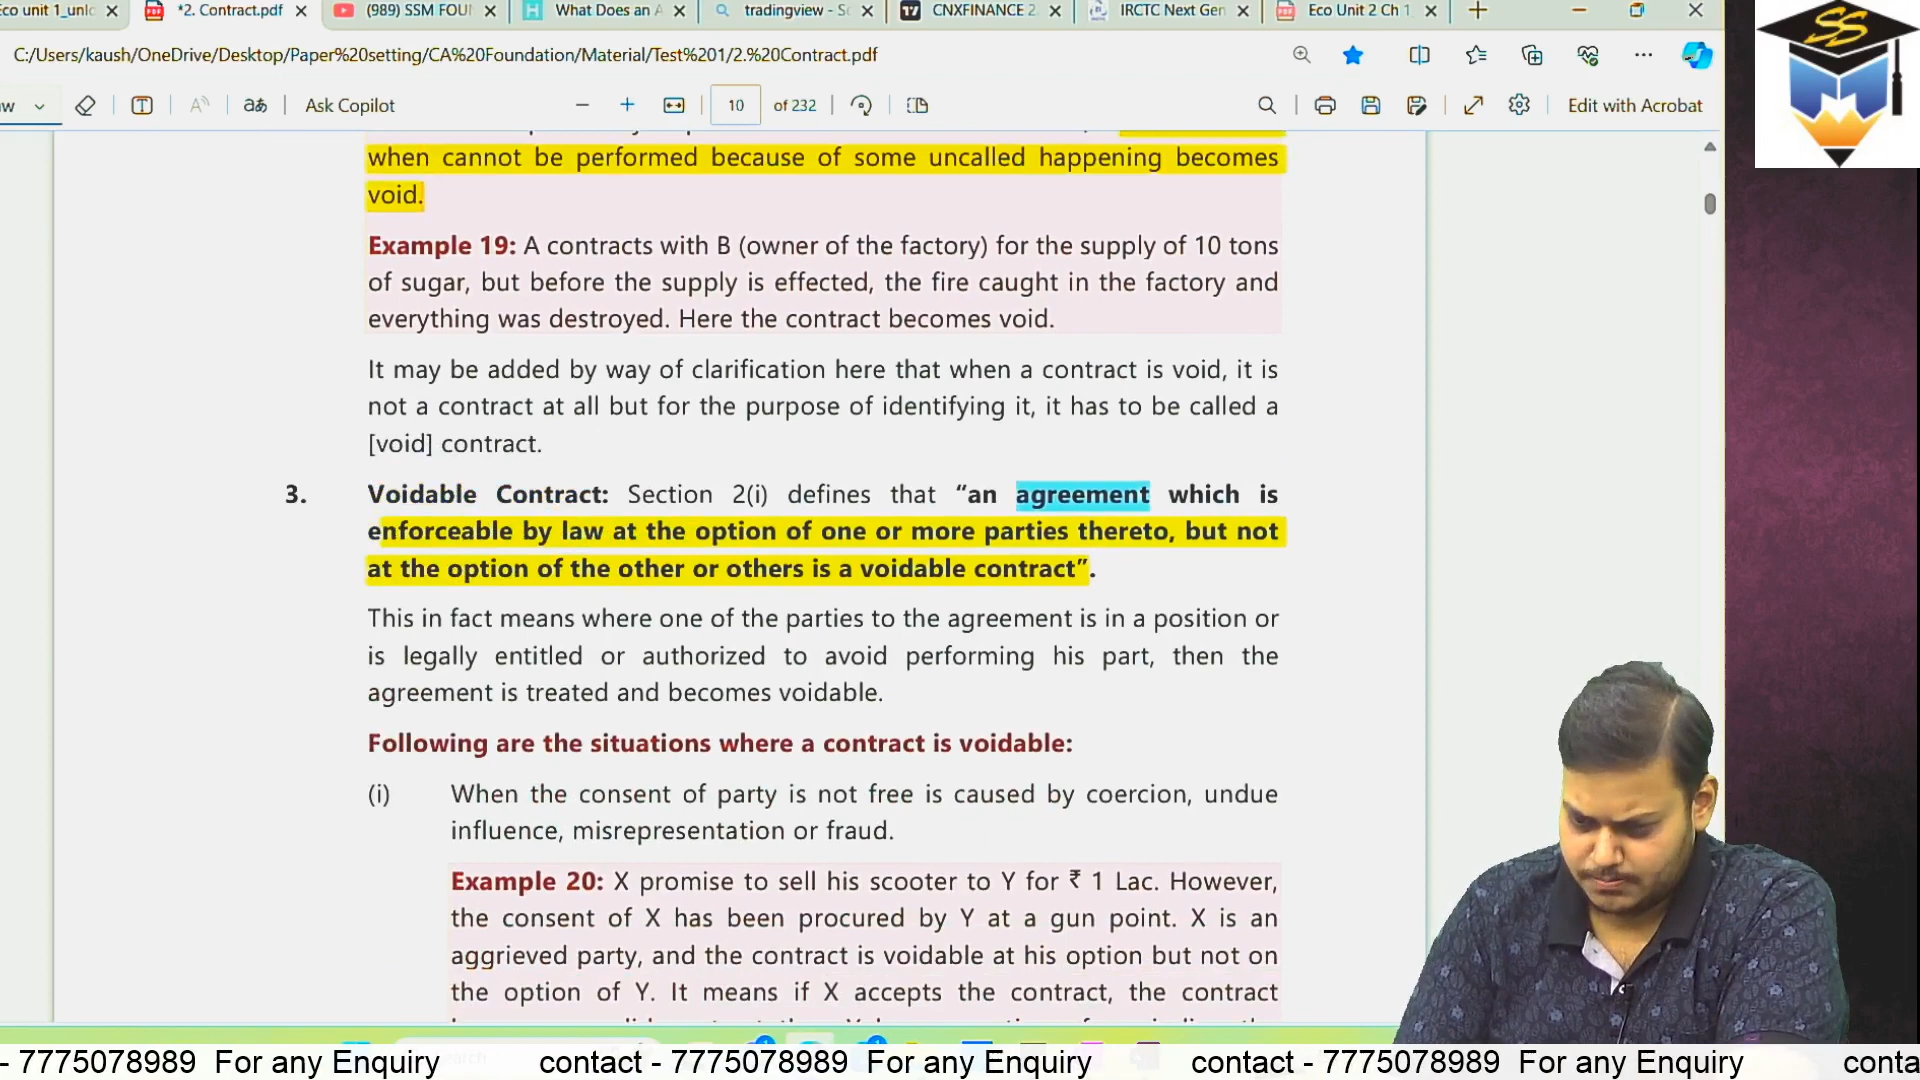 Eco unit 1_unlo
*2. Contract.pdf
(989) SSM FOU
What Does an A
tradingview - S
CNXFINANCE 2
IRCTC Next Gen
Eco Unit 2 Ch 1
C:/Users/kaush/OneDrive/Desktop/Paper%20setting/CA%20Foundation/Material/Test%201/2.%20Contract.pdf
aあ
Ask Copilot
10 of 232
Edit with Acrobat
SS
when cannot be performed because of some uncalled happening becomes
void.
Example 19: A contracts with B (owner of the factory) for the supply of 10 tons
of sugar, but before the supply is effected, the fire caught in the factory and
everything was destroyed. Here the contract becomes void.
It may be added by way of clarification here that when a contract is void, it is
not a contract at all but for the purpose of identifying it, it has to be called a
[void] contract.
3. Voidable Contract: Section 2(i) defines that “an agreement which is
enforceable by law at the option of one or more parties thereto, but not
at the option of the other or others is a voidable contract”.
This in fact means where one of the parties to the agreement is in a position or
is legally entitled or authorized to avoid performing his part, then the
agreement is treated and becomes voidable.
Following are the situations where a contract is voidable:
(i) When the consent of party is not free is caused by coercion, undue
influence, misrepresentation or fraud.
Example 20: X promise to sell his scooter to Y for ₹ 1 Lac. However,
the consent of X has been procured by Y at a gun point. X is an
aggrieved party, and the contract is voidable at his option but not on
the option of Y. It means if X accepts the contract, the contract
- 7775078989 For any Enquiry contact - 7775078989 For any Enquiry contact - 7775078989 For any Enquiry conta